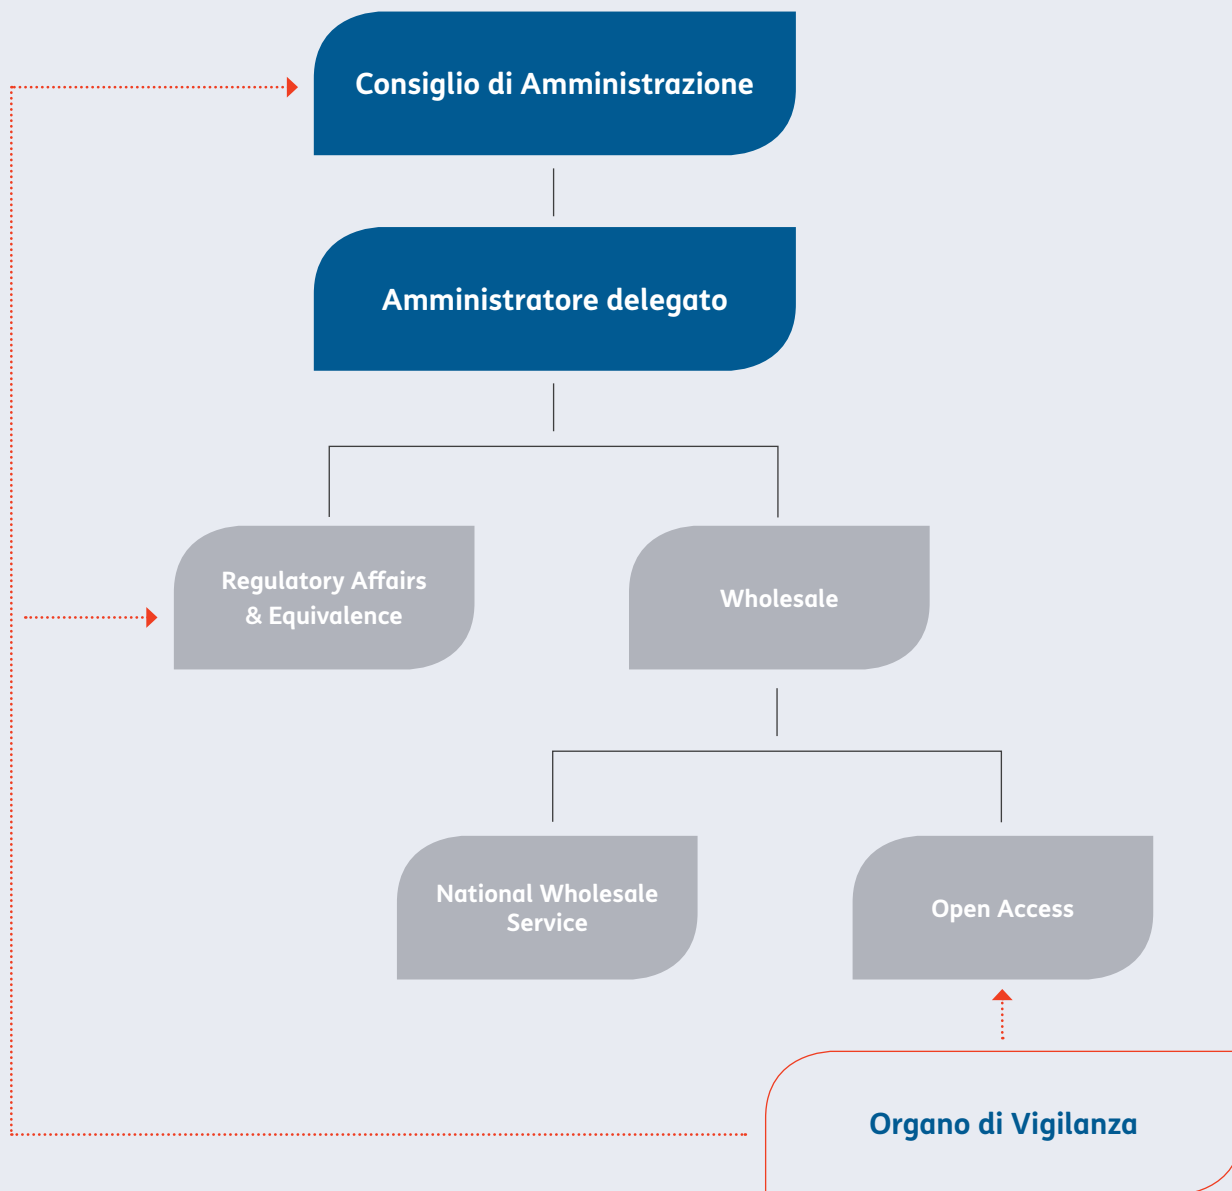 Consiglio di Amministrazione
Amministratore delegato
Regulatory Affairs
& Equivalence
Wholesale
National Wholesale
Service
Open Access
Organo di Vigilanza